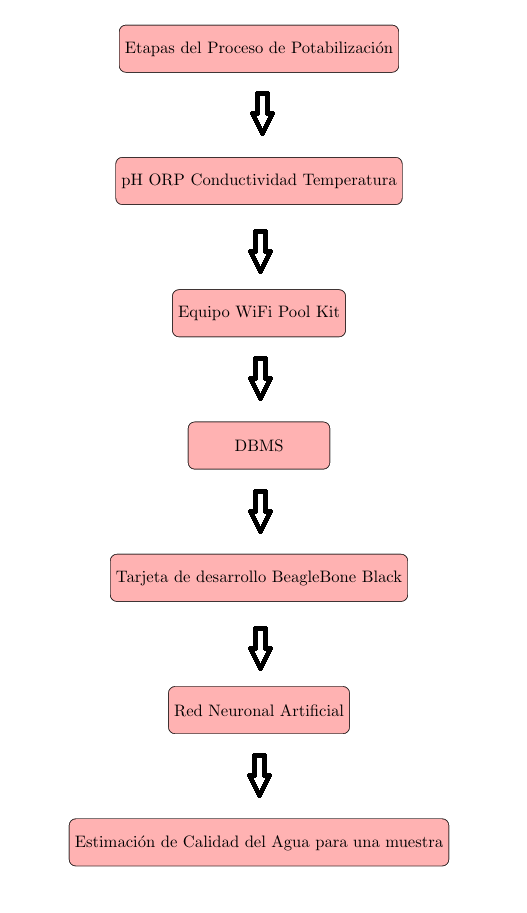 Etapas del Proceso de Potabilización
pH ORP Conductividad Temperatura
Equipo WiFi Pool Kit
DBMS
Tarjeta de desarrollo BeagleBone Black
Red Neuronal Artificial
Estimación de Calidad del Agua para una muestra